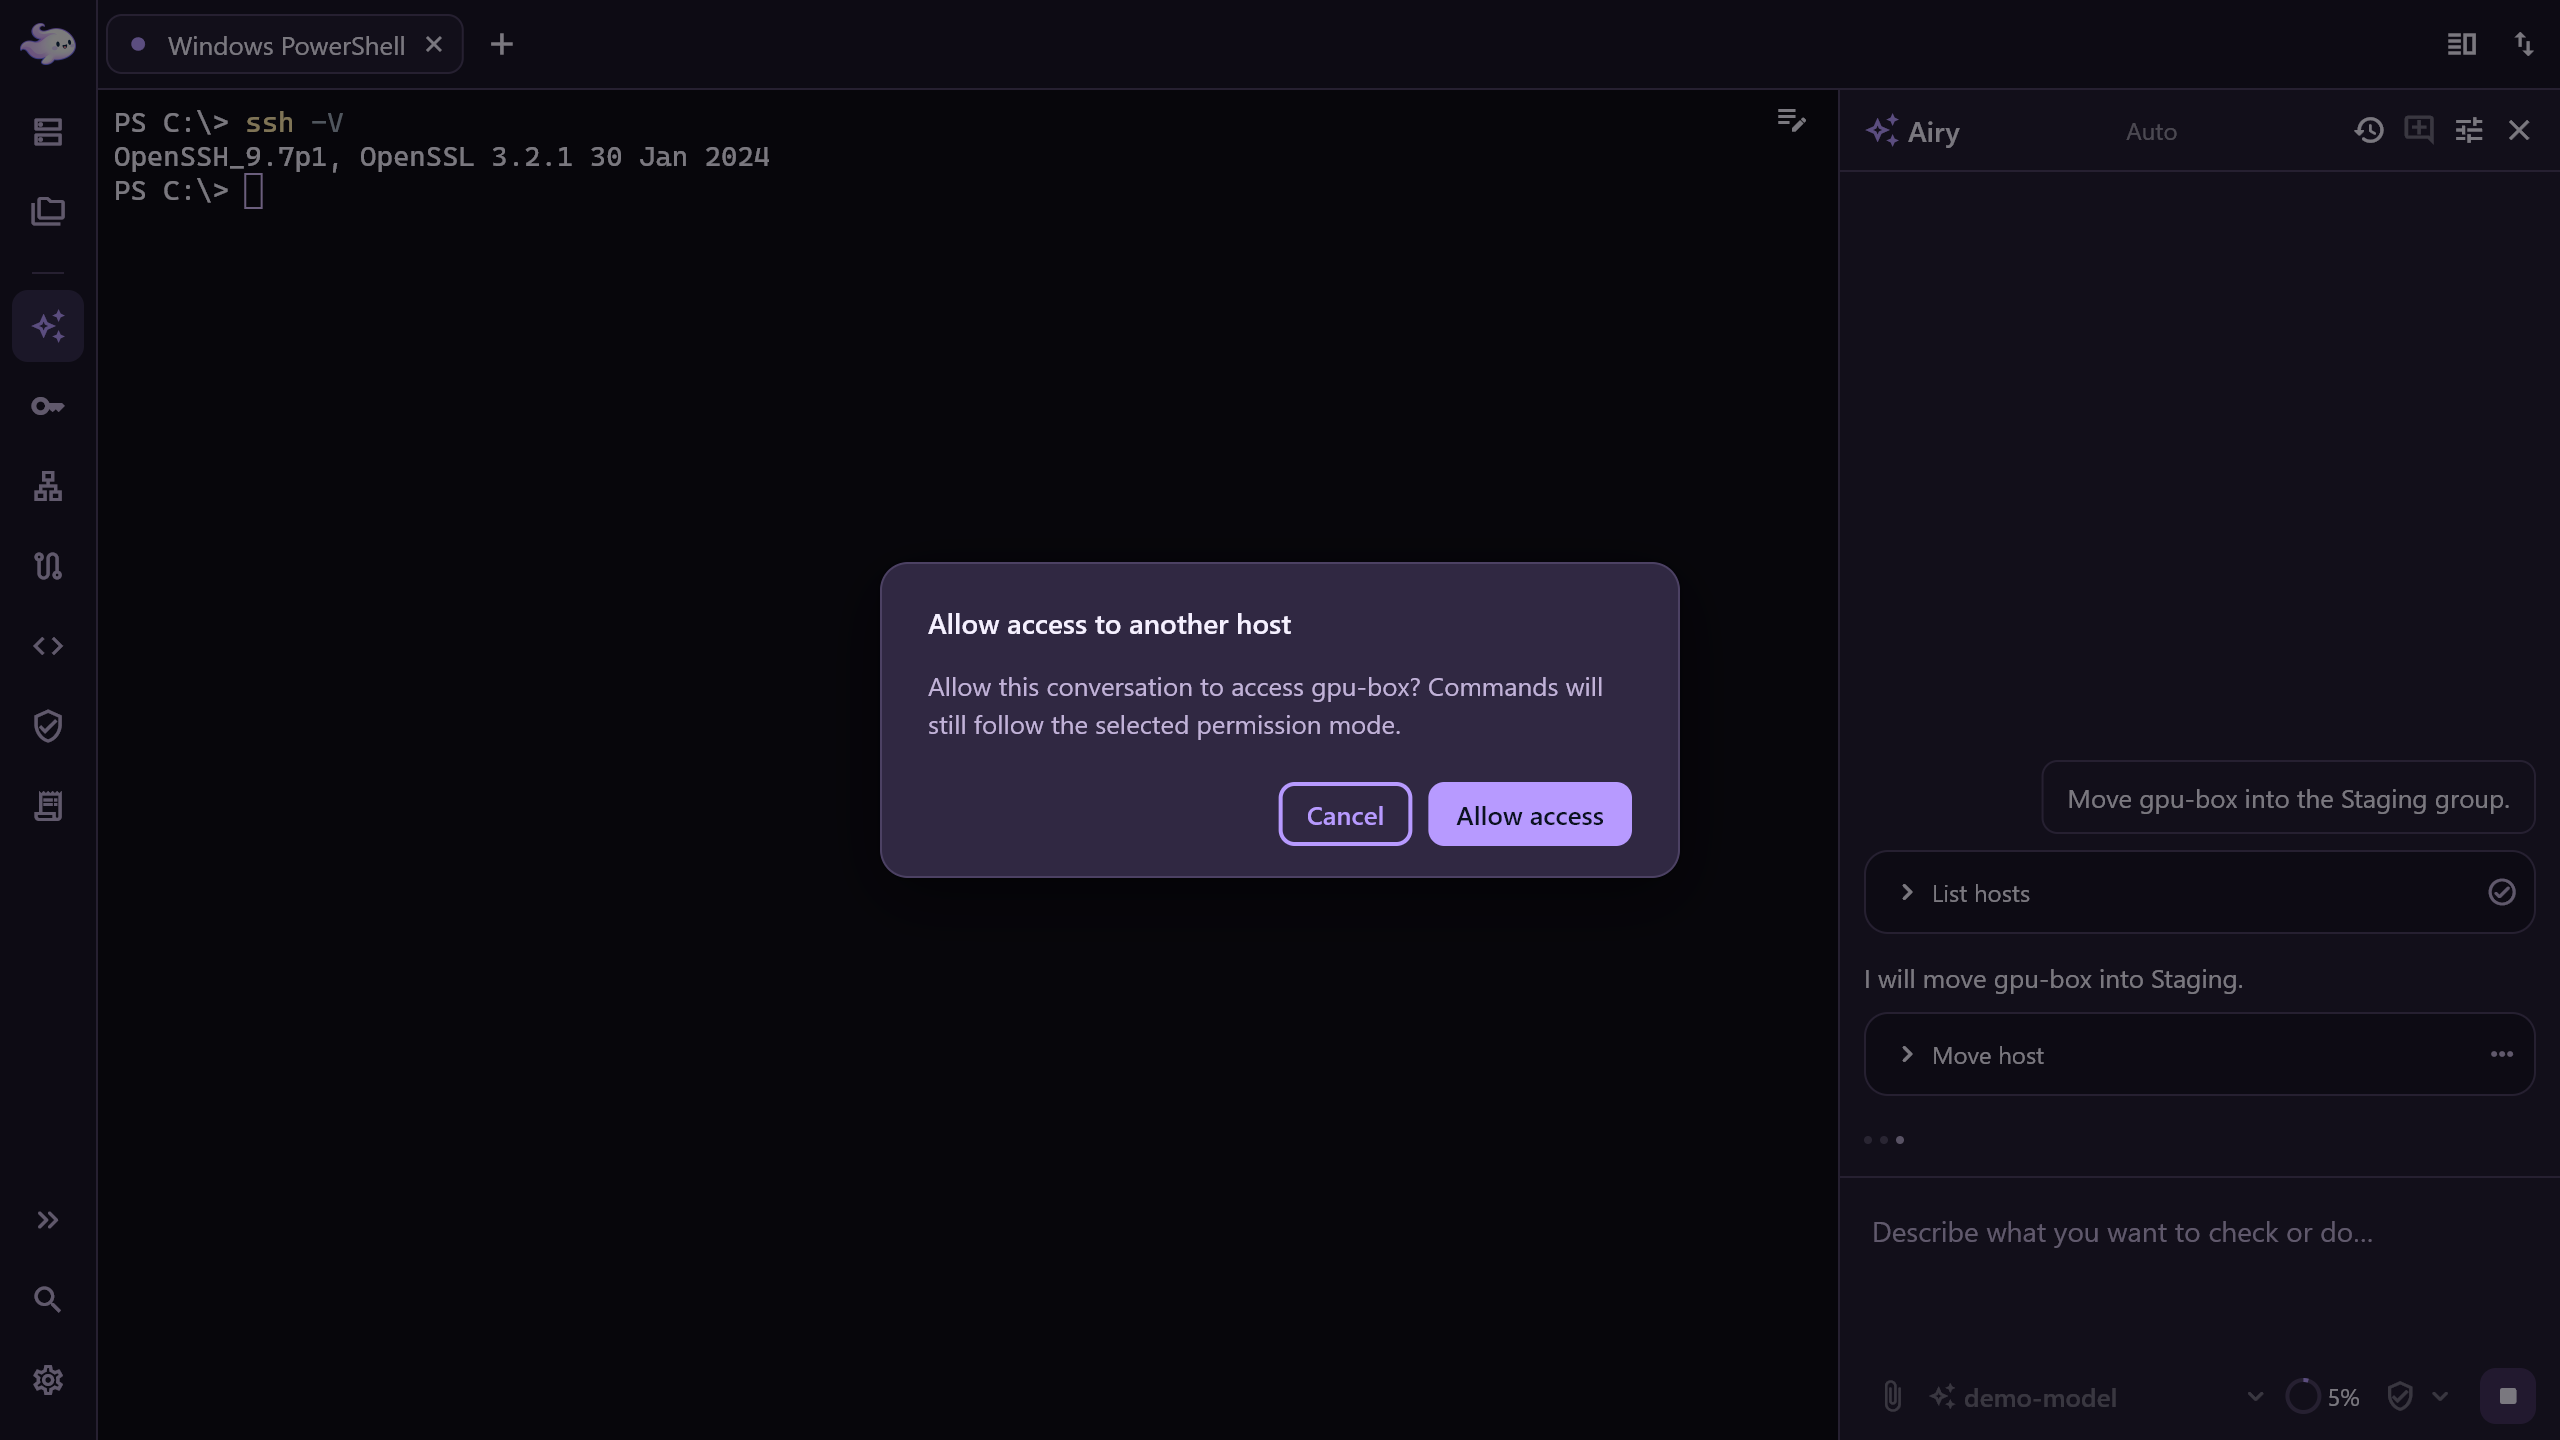 Windows PowerShell
PS C:\> ssh -V
OpenSSH_9.7p1, OpenSSL 3.2.1 30 Jan 2024
PS C:\>
Airy
Auto
Allow access to another host
Allow this conversation to access gpu-box? Commands will
still follow the selected permission mode.
Cancel
Allow access
Move gpu-box into the Staging group.
List hosts
I will move gpu-box into Staging.
Move host
Describe what you want to check or do...
demo-model
5%